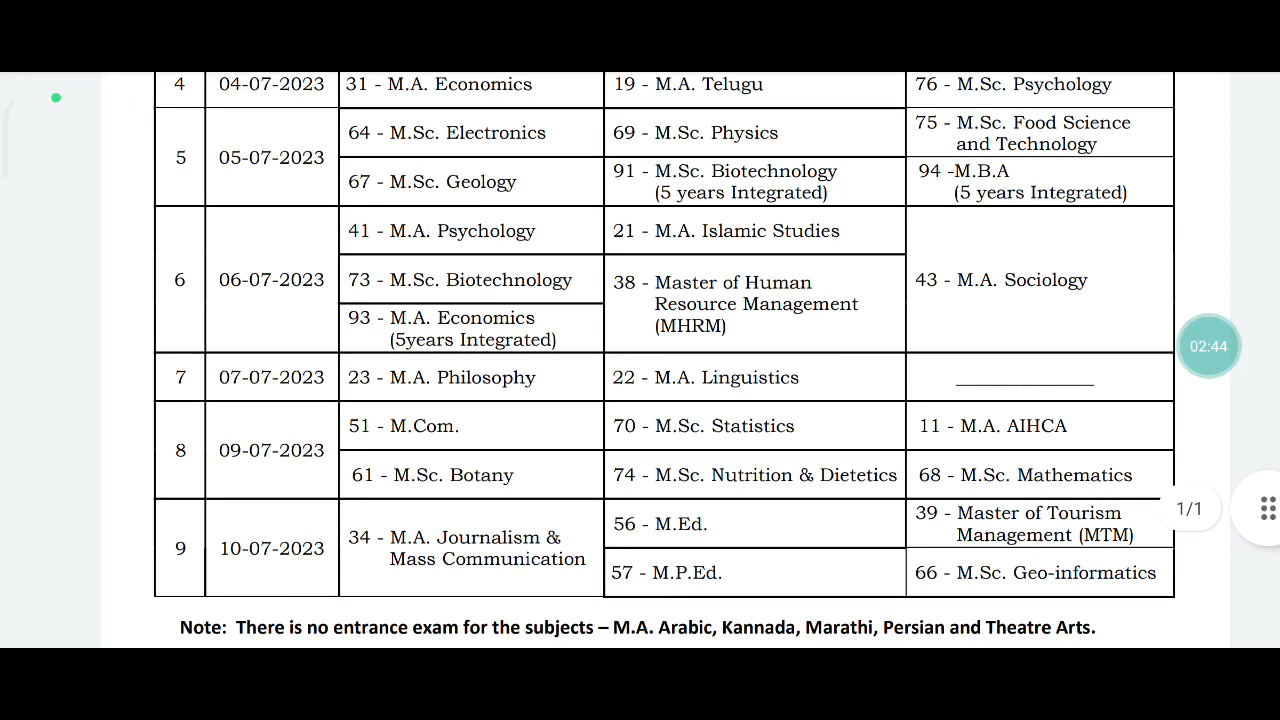 4 04-07-2023 31 - M.A. Economics 19 - M.A. Telugu 76 - M.Sc. Psychology
5 05-07-2023 64 - M.Sc. Electronics 69 - M.Sc. Physics 75 - M.Sc. Food Science
and Technology
67 - M.Sc. Geology 91 - M.Sc. Biotechnology
(5 years Integrated) 94 -M.B.A
(5 years Integrated)
6 06-07-2023 41 - M.A. Psychology 21 - M.A. Islamic Studies 43 - M.A. Sociology
73 - M.Sc. Biotechnology 38 - Master of Human
Resource Management
(MHRM)
93 - M.A. Economics
(5years Integrated)
02:44
7 07-07-2023 23 - M.A. Philosophy 22 - M.A. Linguistics ______________
8 09-07-2023 51 - M.Com. 70 - M.Sc. Statistics 11 - M.A. AIHCA
61 - M.Sc. Botany 74 - M.Sc. Nutrition & Dietetics 68 - M.Sc. Mathematics
1/1
9 10-07-2023 34 - M.A. Journalism &
Mass Communication 56 - M.Ed. 39 - Master of Tourism
Management (MTM)
57 - M.P.Ed. 66 - M.Sc. Geo-informatics
Note: There is no entrance exam for the subjects – M.A. Arabic, Kannada, Marathi, Persian and Theatre Arts.